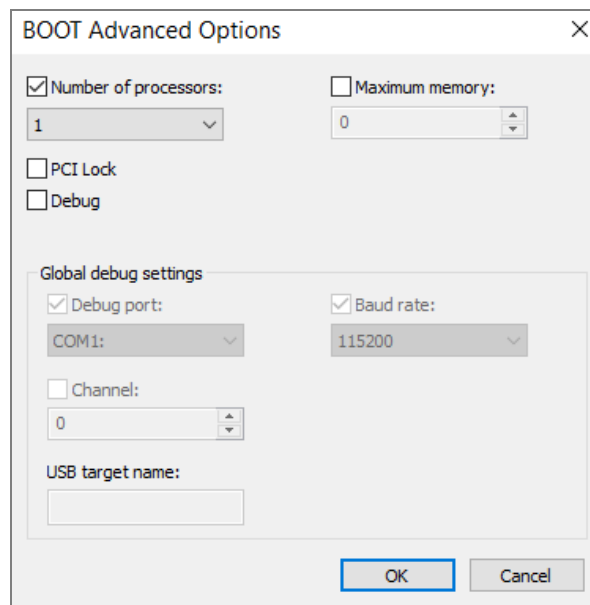 BOOT Advanced Options
Number of processors:
Maximum memory:
1
0
PCI Lock
Debug
Global debug settings
Debug port:
Baud rate:
COM1:
115200
Channel:
0
USB target name:
OK
Cancel